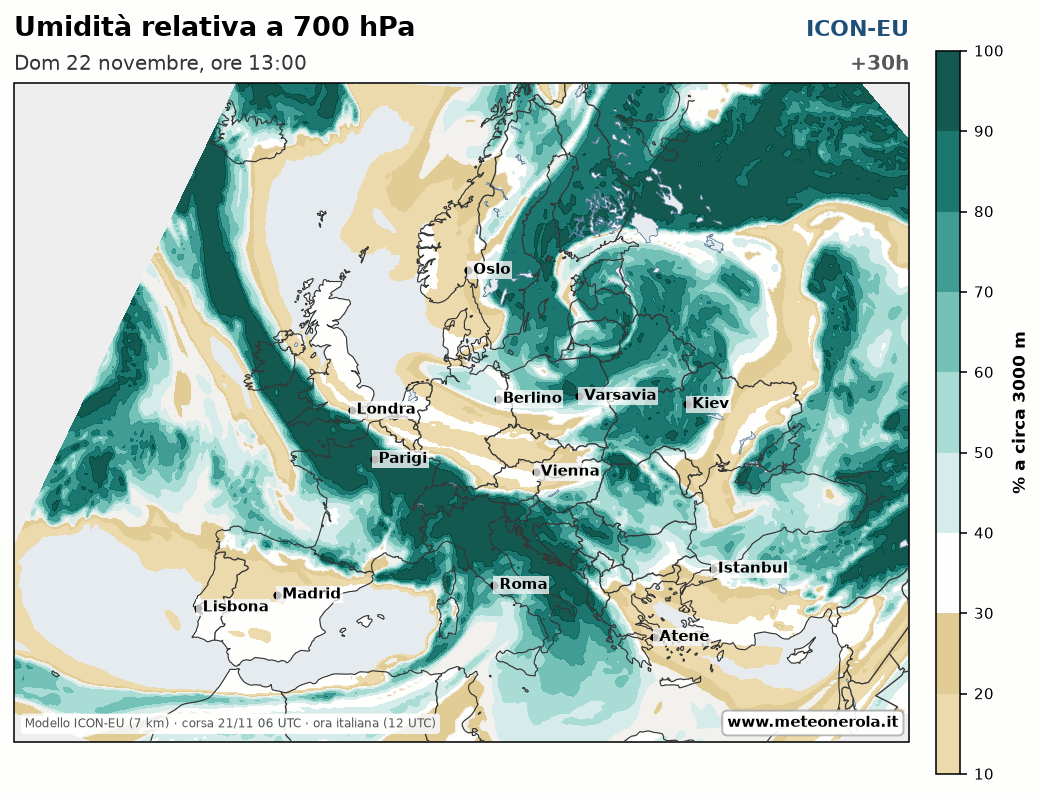 Umidità relativa a 700 hPa
ICON-EU
Dom 22 novembre, ore 13:00
+30h
100
90
80
70
60
50
40
30
20
10
% a circa 3000 m
Oslo
Berlino
Varsavia
Kiev
Londra
Parigi
Vienna
Istanbul
Roma
Madrid
Lisbona
Atene
Modello ICON-EU (7 km) · corsa 21/11 06 UTC · ora italiana (12 UTC)
www.meteonerola.it